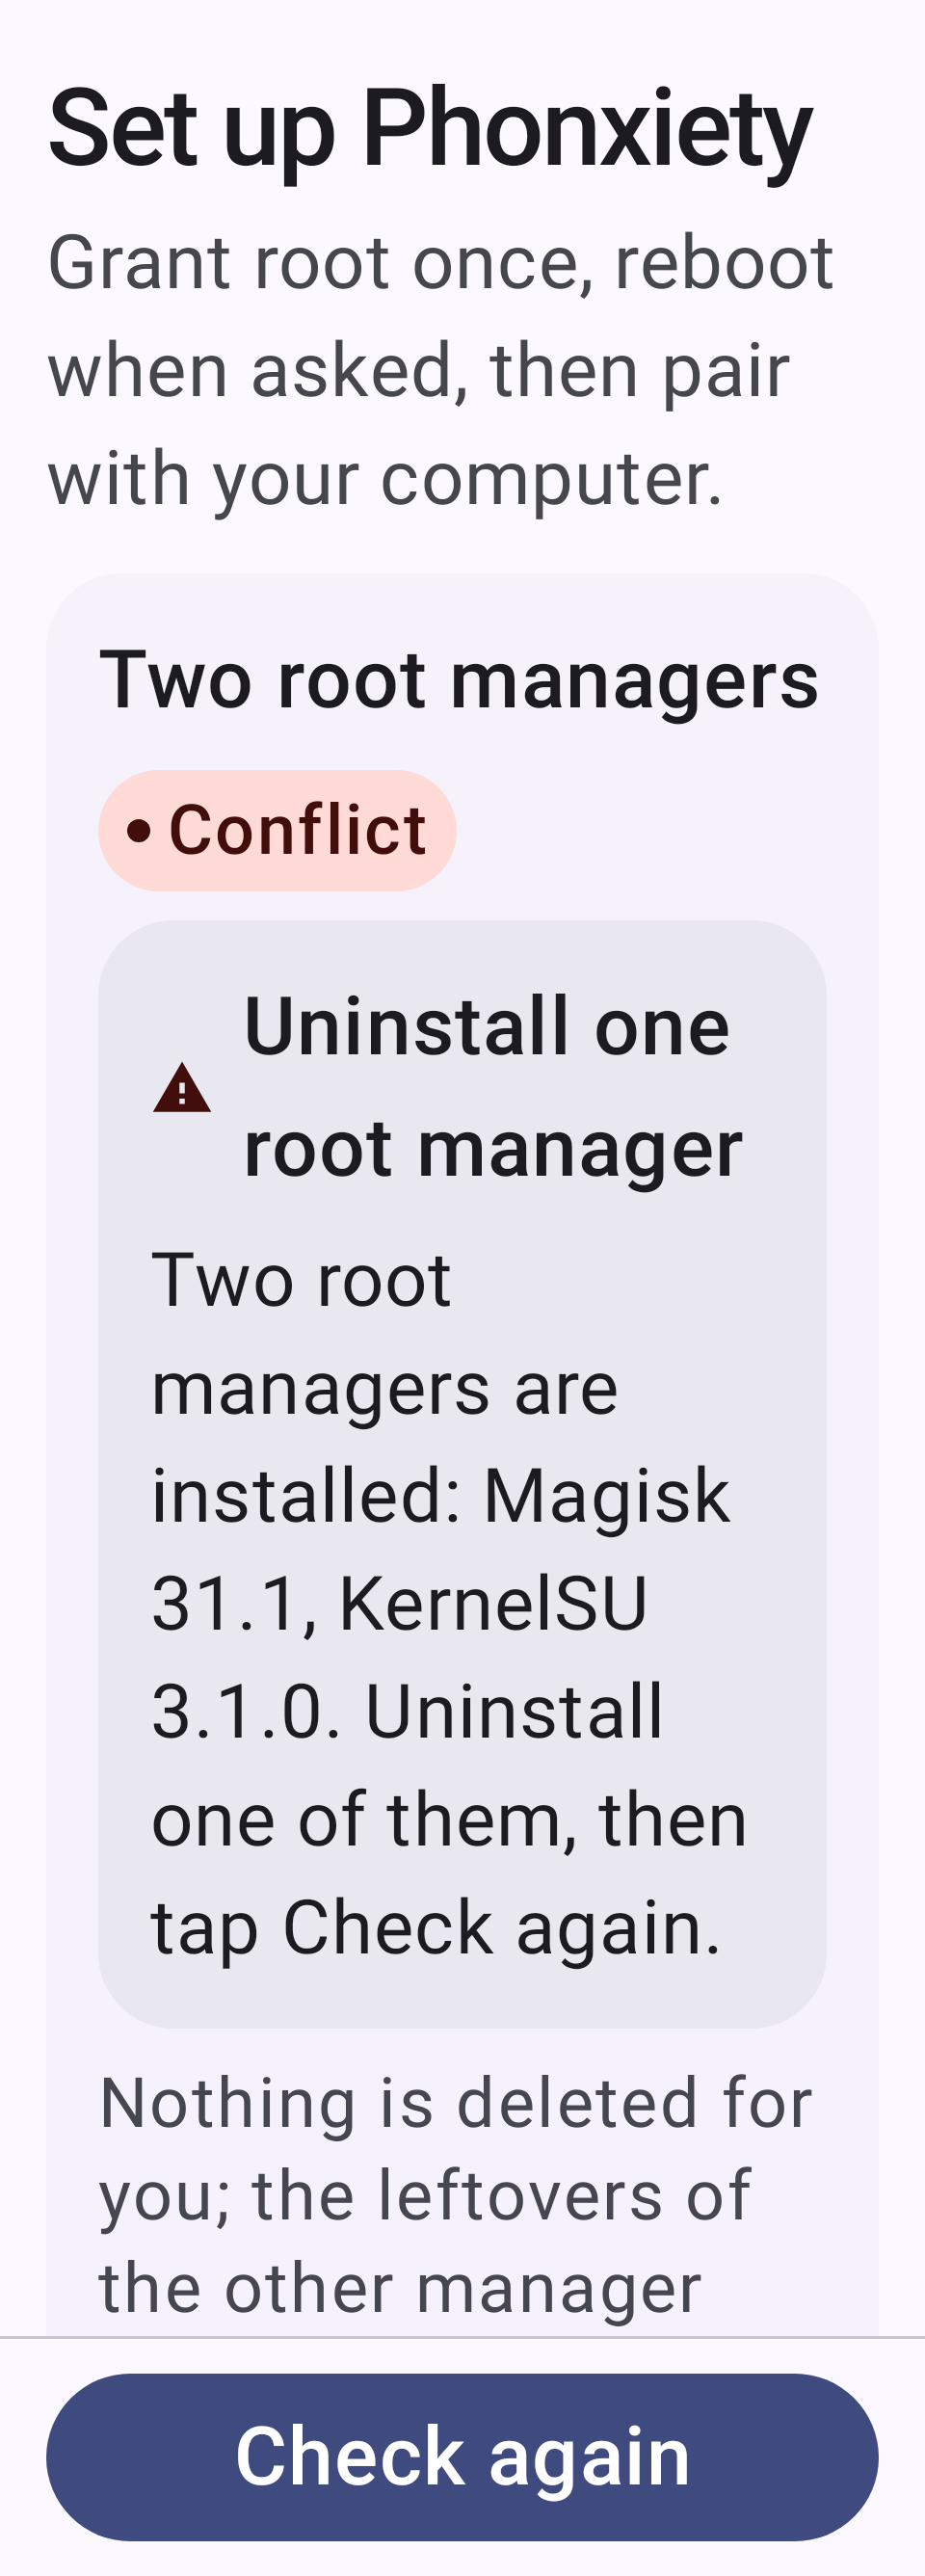 Set up Phonxiety
Grant root once, reboot
when asked, then pair
with your computer.
Two root managers
• Conflict
Uninstall one
root manager
Two root
managers are
installed: Magisk
31.1, KernelSU
3.1.0. Uninstall
one of them, then
tap Check again.
Nothing is deleted for
you; the leftovers of
the other manager
Check again